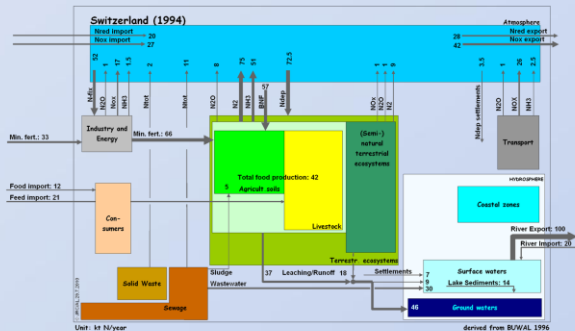 Switzerland (1994)
Atmosphere
Nred import 20
Nox import 27
28 Nred export
42 Nox export
52 1 17 1.5 2 11 8 75 51 57 72.5 1 1 9 3.5 1 26 2.5
N-fix N2O Nox NH3 Ntot Ntot N2O N2 NH3 BNF Ndep NOx N2O N2 Ndep settlements N2O NOX NH3
Min. fert.: 33
Industry and
Energy
Min. fert.: 66
(Semi-)
natural
terrestrial
ecosystems
Transport
Total food production: 42
Agricult soils
5
Livestock
HYDROSPHERE
Food import: 12
Feed import: 21
Con-
sumers
Coastal zones
River Export: 100
River Import: 20
Terrestr. ecosystems
Sludge
37 Leaching/Runoff 18
Settlements
7
9
30
Surface waters
Lake Sediments: 14
Solid Waste
Wastewater
Sewage
46 Ground waters
Unit: kt N/year
derived from BUWAL 1996